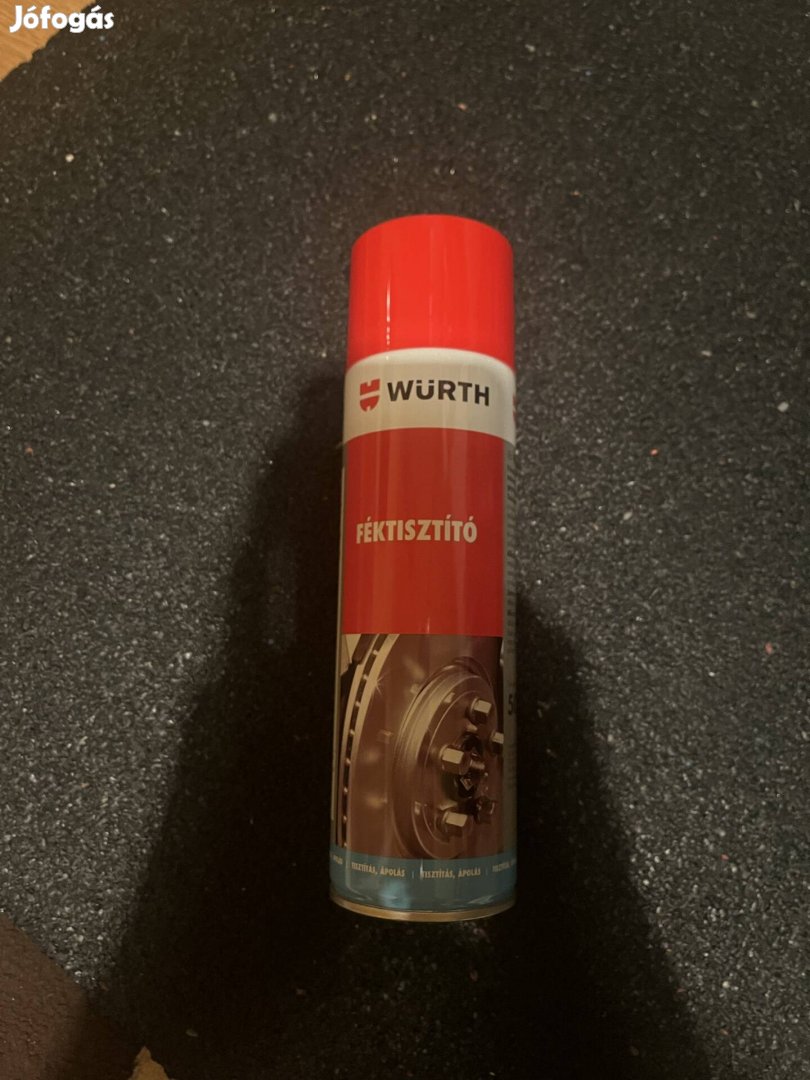 Jófogás
WÜRTH
FÉKTISZTÍTÓ
TISZTÍTÁS, ÁPOLÁS | TISZTÍTÁS, ÁPOLÁS |